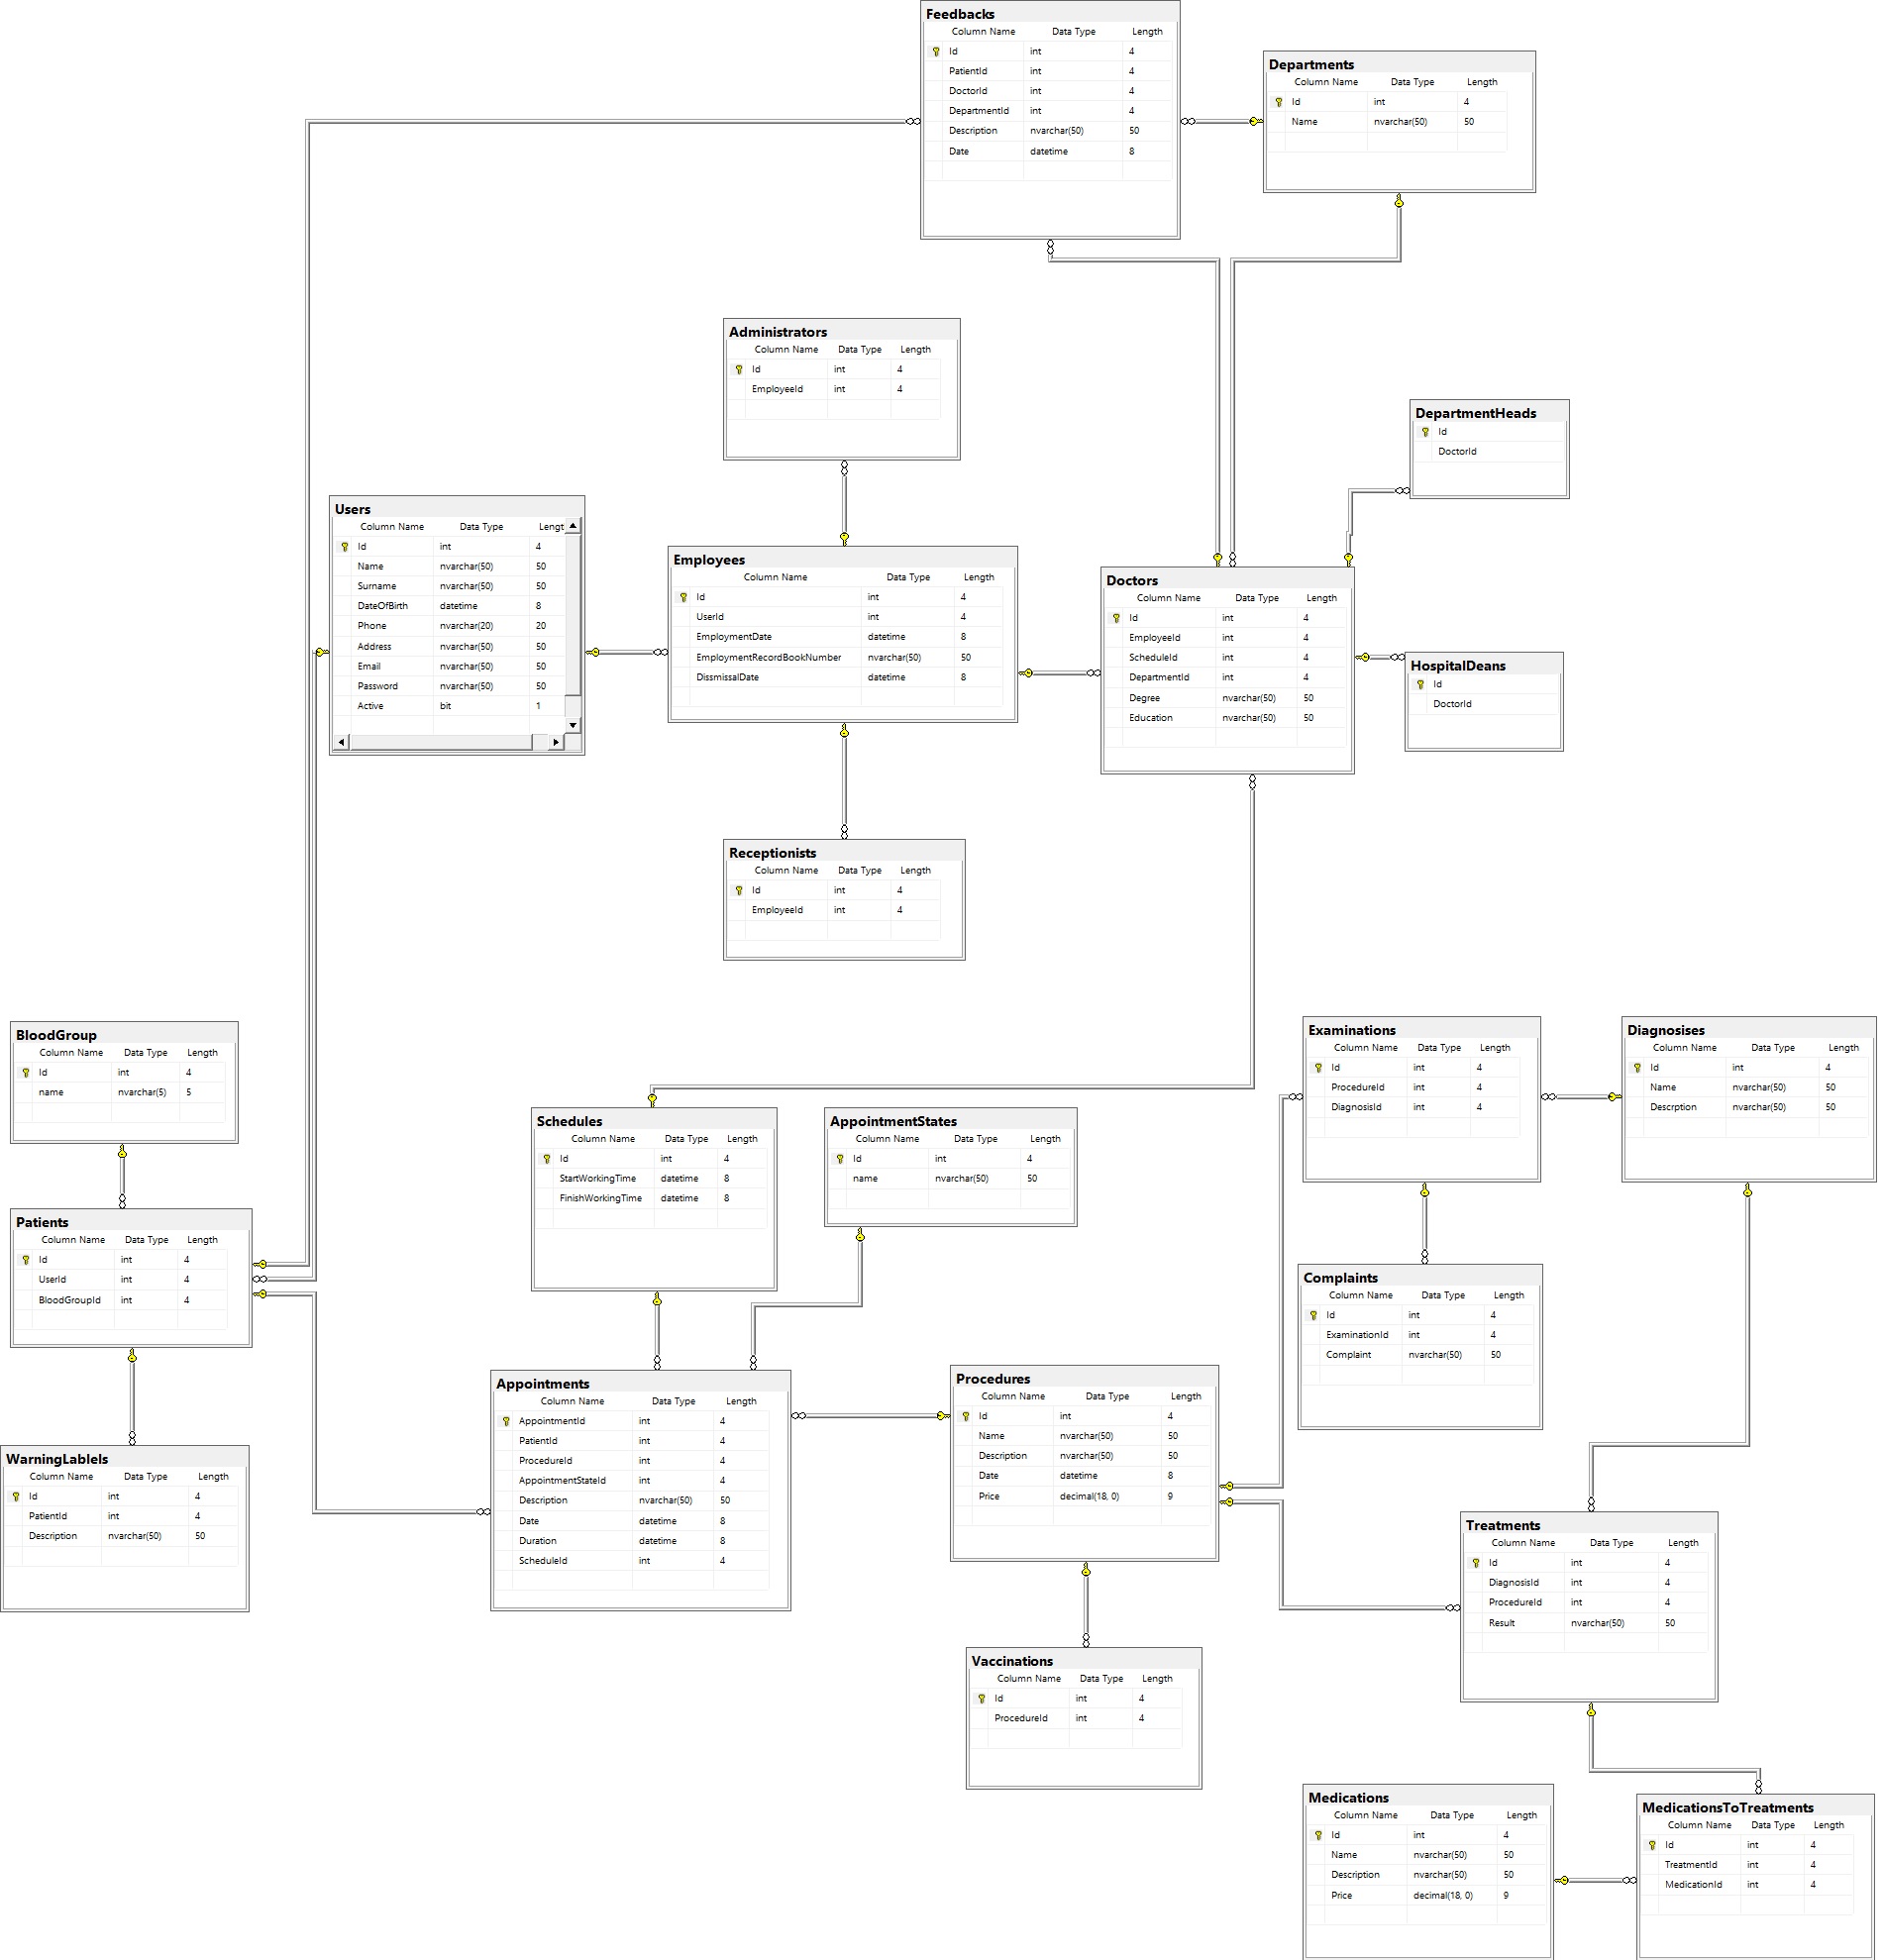 Feedbacks
Column Name Data Type Length
Id int 4
PatientId int 4
DoctorId int 4
DepartmentId int 4
Description nvarchar(50) 50
Date datetime 8
Departments
Column Name Data Type Length
Id int 4
Name nvarchar(50) 50
Administrators
Column Name Data Type Length
Id int 4
EmployeeId int 4
DepartmentHeads
Id
DoctorId
Users
Column Name Data Type Lengt
Id int 4
Name nvarchar(50) 50
Surname nvarchar(50) 50
DateOfBirth datetime 8
Phone nvarchar(20) 20
Address nvarchar(50) 50
Email nvarchar(50) 50
Password nvarchar(50) 50
Active bit 1
Employees
Column Name Data Type Length
Id int 4
UserId int 4
EmploymentDate datetime 8
EmploymentRecordBookNumber nvarchar(50) 50
DissmissalDate datetime 8
Doctors
Column Name Data Type Length
Id int 4
EmployeeId int 4
ScheduleId int 4
DepartmentId int 4
Degree nvarchar(50) 50
Education nvarchar(50) 50
HospitalDeans
Id
DoctorId
Receptionists
Column Name Data Type Length
Id int 4
EmployeeId int 4
BloodGroup
Column Name Data Type Length
Id int 4
name nvarchar(5) 5
Examinations
Column Name Data Type Length
Id int 4
ProcedureId int 4
DiagnosisId int 4
Diagnosises
Column Name Data Type Length
Id int 4
Name nvarchar(50) 50
Descrption nvarchar(50) 50
Schedules
Column Name Data Type Length
Id int 4
StartWorkingTime datetime 8
FinishWorkingTime datetime 8
AppointmentStates
Column Name Data Type Length
Id int 4
name nvarchar(50) 50
Patients
Column Name Data Type Length
Id int 4
UserId int 4
BloodGroupId int 4
Complaints
Column Name Data Type Length
Id int 4
ExaminationId int 4
Complaint nvarchar(50) 50
Appointments
Column Name Data Type Length
AppointmentId int 4
PatientId int 4
ProcedureId int 4
AppointmentStateId int 4
Description nvarchar(50) 50
Date datetime 8
Duration datetime 8
ScheduleId int 4
Procedures
Column Name Data Type Length
Id int 4
Name nvarchar(50) 50
Description nvarchar(50) 50
Date datetime 8
Price decimal(18, 0) 9
WarningLablels
Column Name Data Type Length
Id int 4
PatientId int 4
Description nvarchar(50) 50
Treatments
Column Name Data Type Length
Id int 4
DiagnosisId int 4
ProcedureId int 4
Result nvarchar(50) 50
Vaccinations
Column Name Data Type Length
Id int 4
ProcedureId int 4
Medications
Column Name Data Type Length
Id int 4
Name nvarchar(50) 50
Description nvarchar(50) 50
Price decimal(18, 0) 9
MedicationsToTreatments
Column Name Data Type Length
Id int 4
TreatmentId int 4
MedicationId int 4